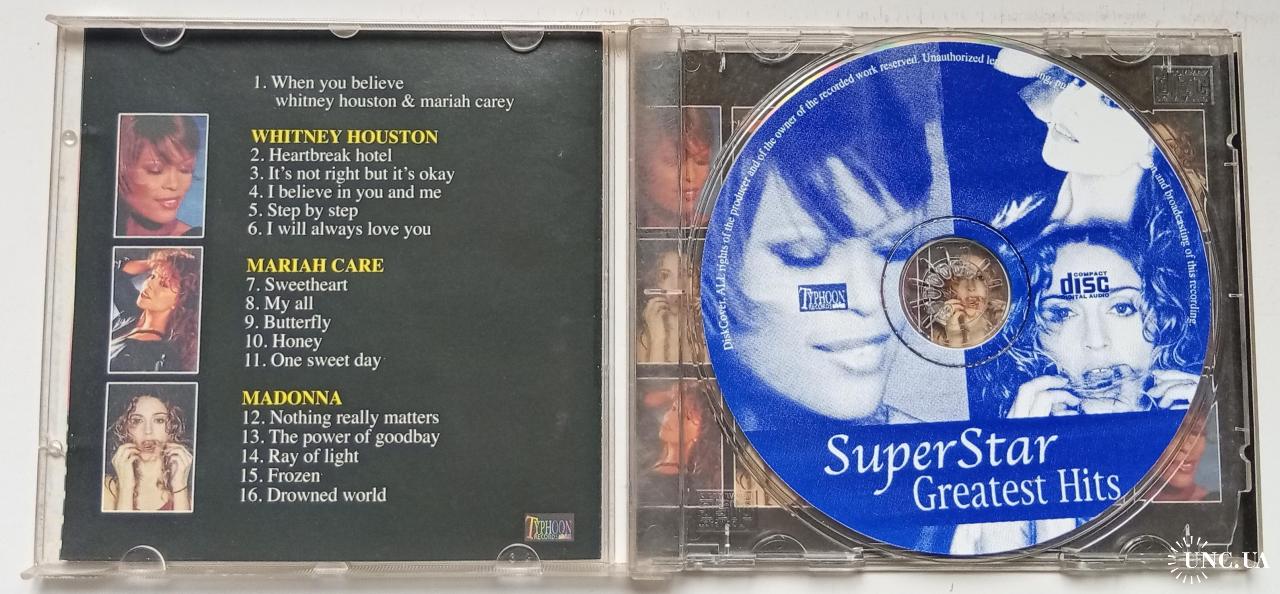 1. When you believe
whitney houston & mariah carey
WHITNEY HOUSTON
2. Heartbreak hotel
3. It's not right but it's okay
4. I believe in you and me
5. Step by step
6. I will always love you
MARIAH CARE
7. Sweetheart
8. My all
9. Butterfly
10. Honey
11. One sweet day
MADONNA
12. Nothing really matters
13. The power of goodbay
14. Ray of light
15. Frozen
16. Drowned world
TYPHOON
RECORDS
DiskCover. ALL rights of the producer and of the owner of the recorded work reserved. Unauthorized
and broadcasting of this recording
TYPHOON
RECORDS
COMPACT
disc
DIGITAL AUDIO
SuperStar
Greatest Hits
UNC.UA